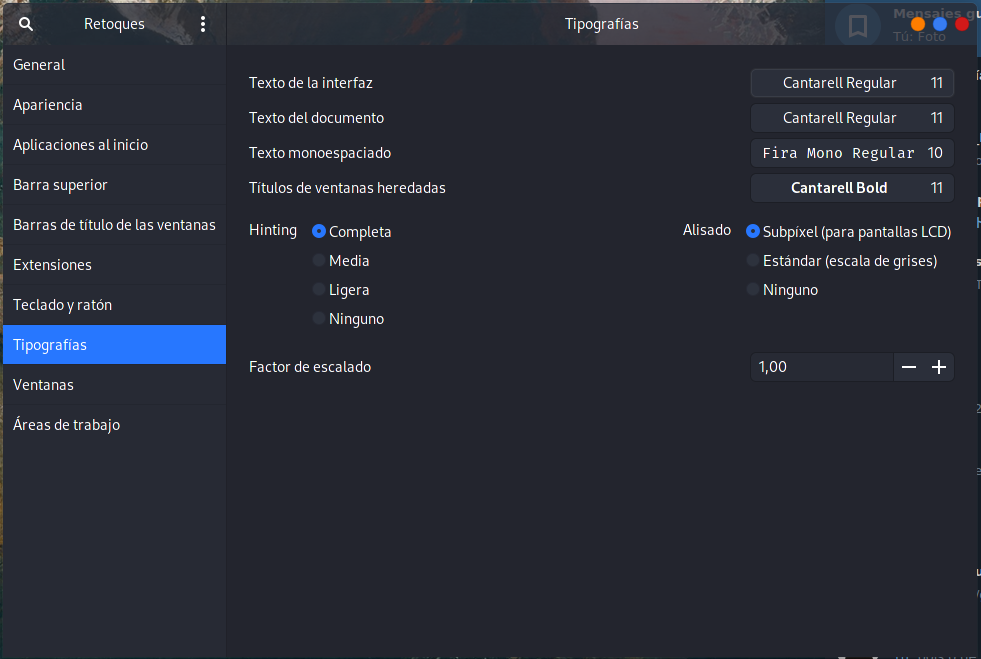 Retoques
Tipografías
Mensajes gu
Tú: Foto
General
Apariencia
Aplicaciones al inicio
Barra superior
Barras de título de las ventanas
Extensiones
Teclado y ratón
Tipografías
Ventanas
Áreas de trabajo
Texto de la interfaz Cantarell Regular 11
Texto del documento Cantarell Regular 11
Texto monoespaciado Fira Mono Regular 10
Títulos de ventanas heredadas Cantarell Bold 11
Hinting Completa Alisado Subpíxel (para pantallas LCD)
Media Estándar (escala de grises)
Ligera Ninguno
Ninguno
Factor de escalado 1,00